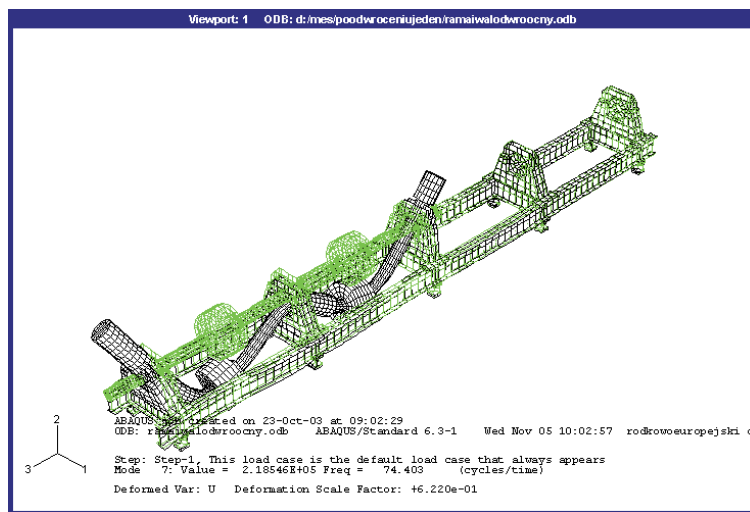 Viewport: 1 ODB: d:/mes/poodwroceniujeden/ramaiwalodwroocny.odb
2
3
1
ABAQUS created on 23-Oct-03 at 09:02:29
ODB: ABAQUS/Standard 6.3-1 Wed Nov 05 10:02:57 rodkowoeuropejski
Step: Step-1, This load case is the default load case that always appears
Mode 7: Value = 2.18546E+05 Freq = 74.403 (cycles/time)
Deformed Var: U Deformation Scale Factor: +6.220e-01